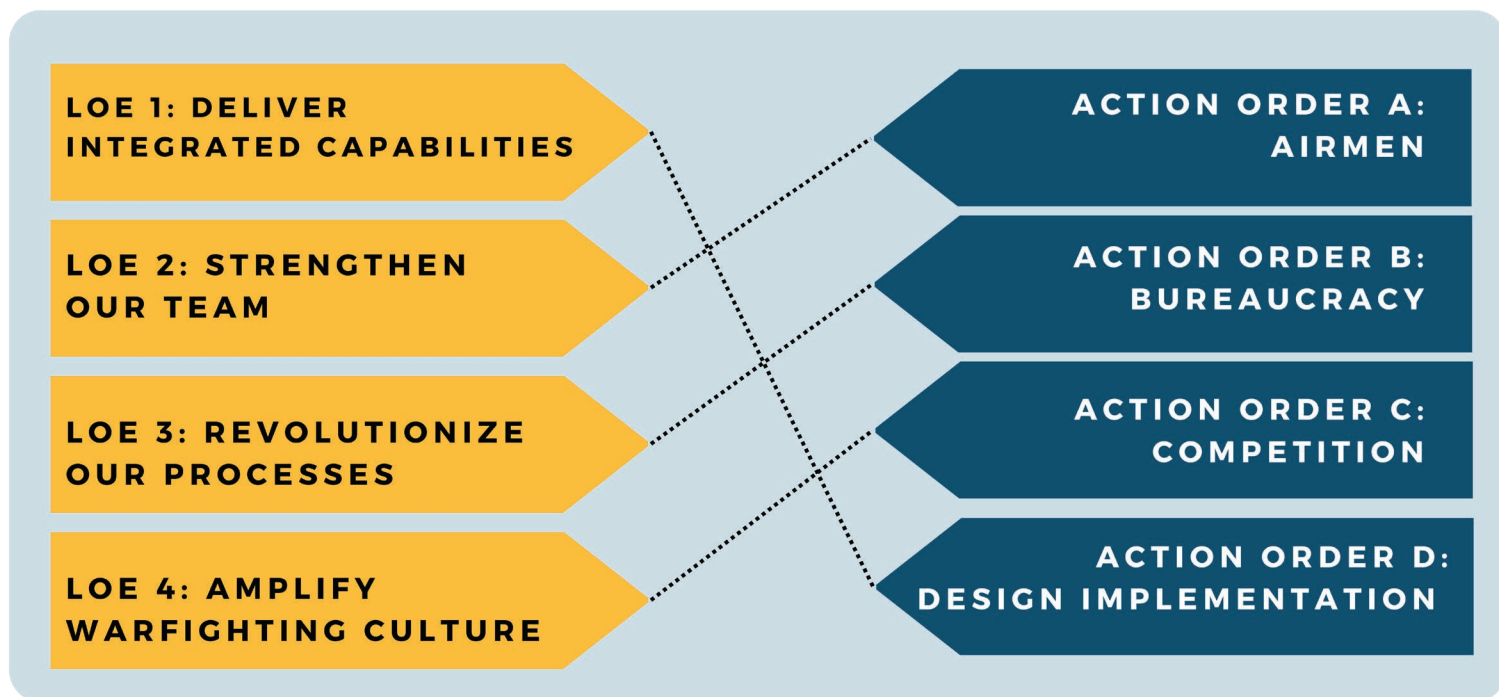 LOE 1: DELIVER
INTEGRATED CAPABILITIES
LOE 2: STRENGTHEN
OUR TEAM
LOE 3: REVOLUTIONIZE
OUR PROCESSES
LOE 4: AMPLIFY
WARFIGHTING CULTURE
ACTION ORDER A:
AIRMEN
ACTION ORDER B:
BUREAUCRACY
ACTION ORDER C:
COMPETITION
ACTION ORDER D:
DESIGN IMPLEMENTATION